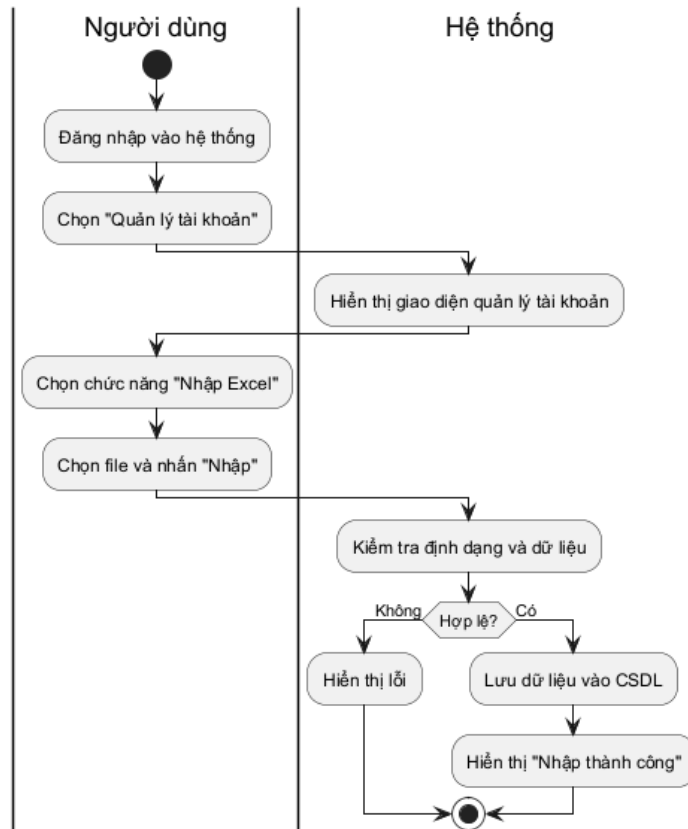 Người dùng
Hệ thống
Đăng nhập vào hệ thống
Chọn "Quản lý tài khoản"
Hiển thị giao diện quản lý tài khoản
Chọn chức năng "Nhập Excel"
Chọn file và nhấn "Nhập"
Kiểm tra định dạng và dữ liệu
Không
Hợp lệ?
Có
Hiển thị lỗi
Lưu dữ liệu vào CSDL
Hiển thị "Nhập thành công"